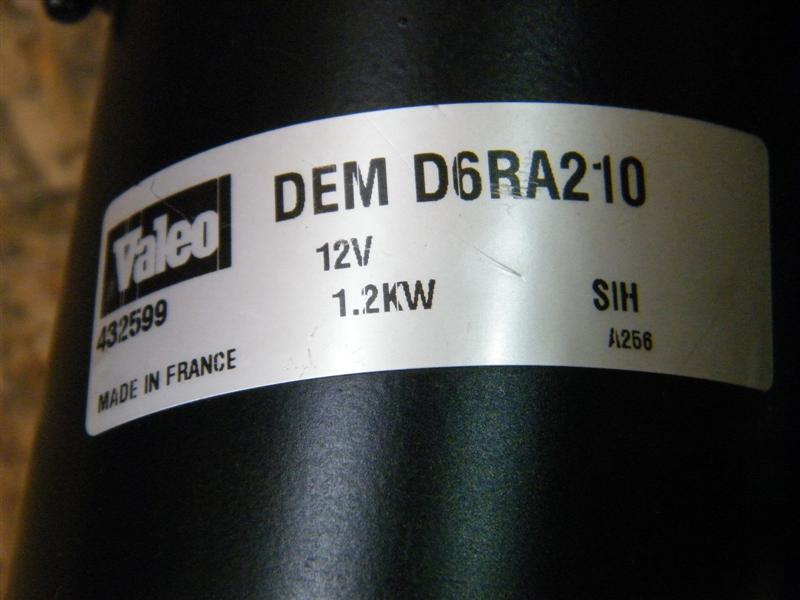 Valeo
DEM D6RA210
12V
1.2KW
SIH
432599
A256
MADE IN FRANCE